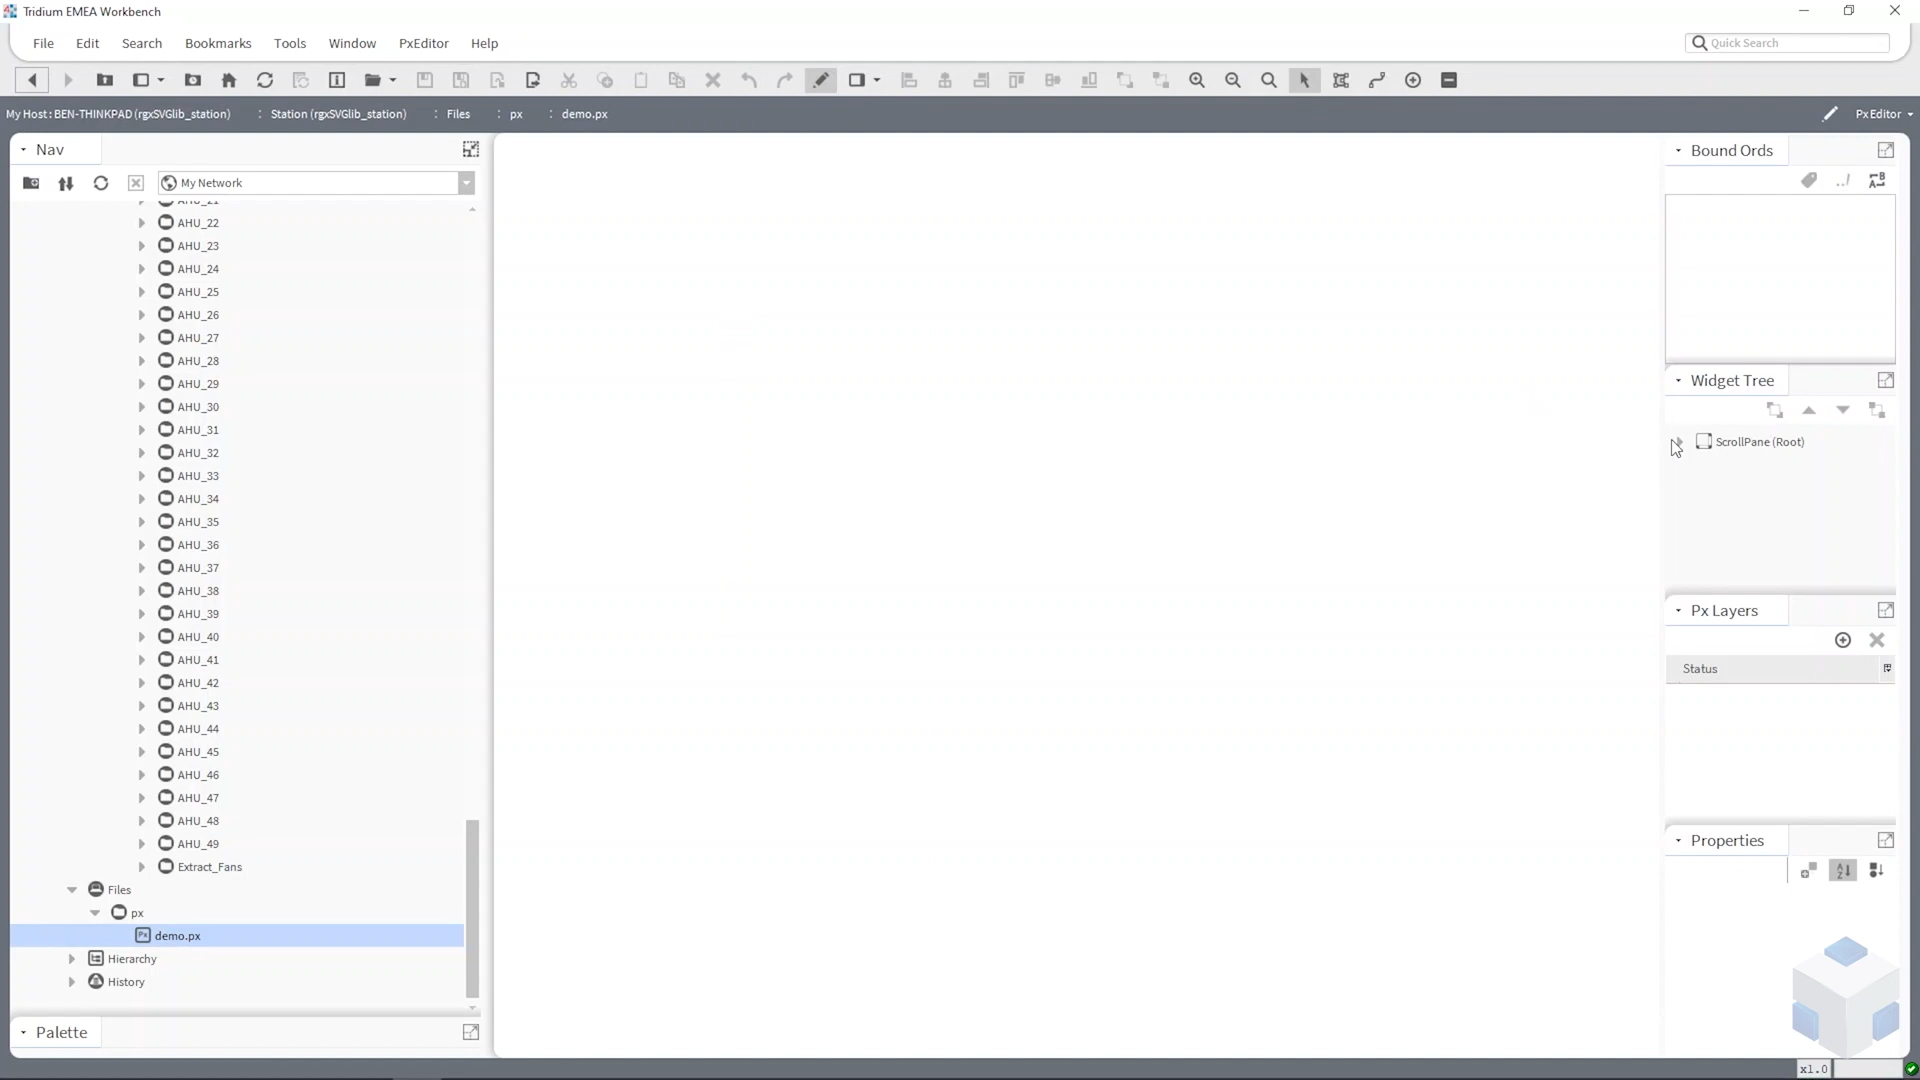 Tridium EMEA Workbench
File Edit Search Bookmarks Tools Window PxEditor Help
Quick Search
My Host : BEN-THINKPAD (rgxSVGlib_station) : Station (rgxSVGlib_station) : Files : px : demo.px
PxEditor
Nav
My Network
AHU_21
AHU_22
AHU_23
AHU_24
AHU_25
AHU_26
AHU_27
AHU_28
AHU_29
AHU_30
AHU_31
AHU_32
AHU_33
AHU_34
AHU_35
AHU_36
AHU_37
AHU_38
AHU_39
AHU_40
AHU_41
AHU_42
AHU_43
AHU_44
AHU_45
AHU_46
AHU_47
AHU_48
AHU_49
Extract_Fans
Files
px
demo.px
Hierarchy
History
Palette
Bound Ords
Widget Tree
ScrollPane (Root)
Px Layers
Status
Properties
x1.0